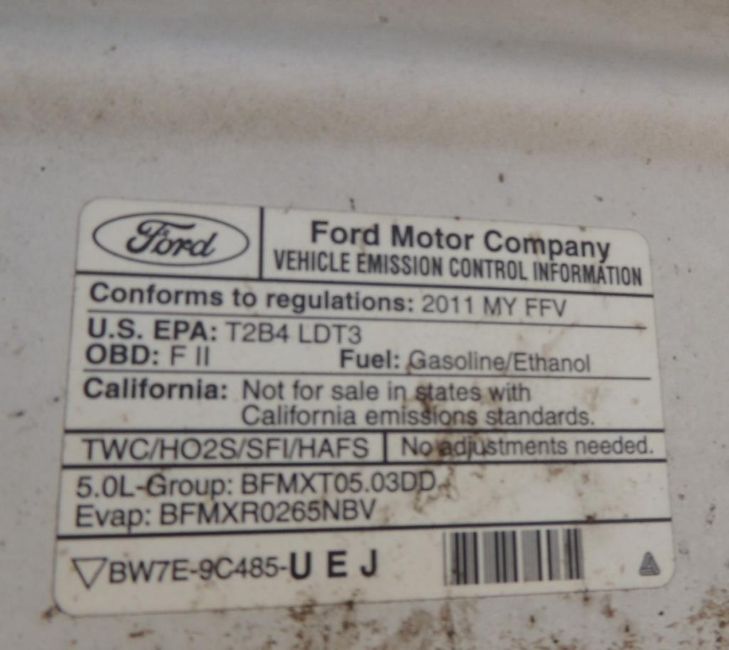 Ford
Ford Motor Company
VEHICLE EMISSION CONTROL INFORMATION
Conforms to regulations: 2011 MY FFV
U.S. EPA: T2B4 LDT3
OBD: F II Fuel: Gasoline/Ethanol
California: Not for sale in states with
California emissions standards.
TWC/HO2S/SFI/HAFS No adjustments needed.
5.0L-Group: BFMXT05.03DD
Evap: BFMXR0265NBV
BW7E-9C485-UEJ